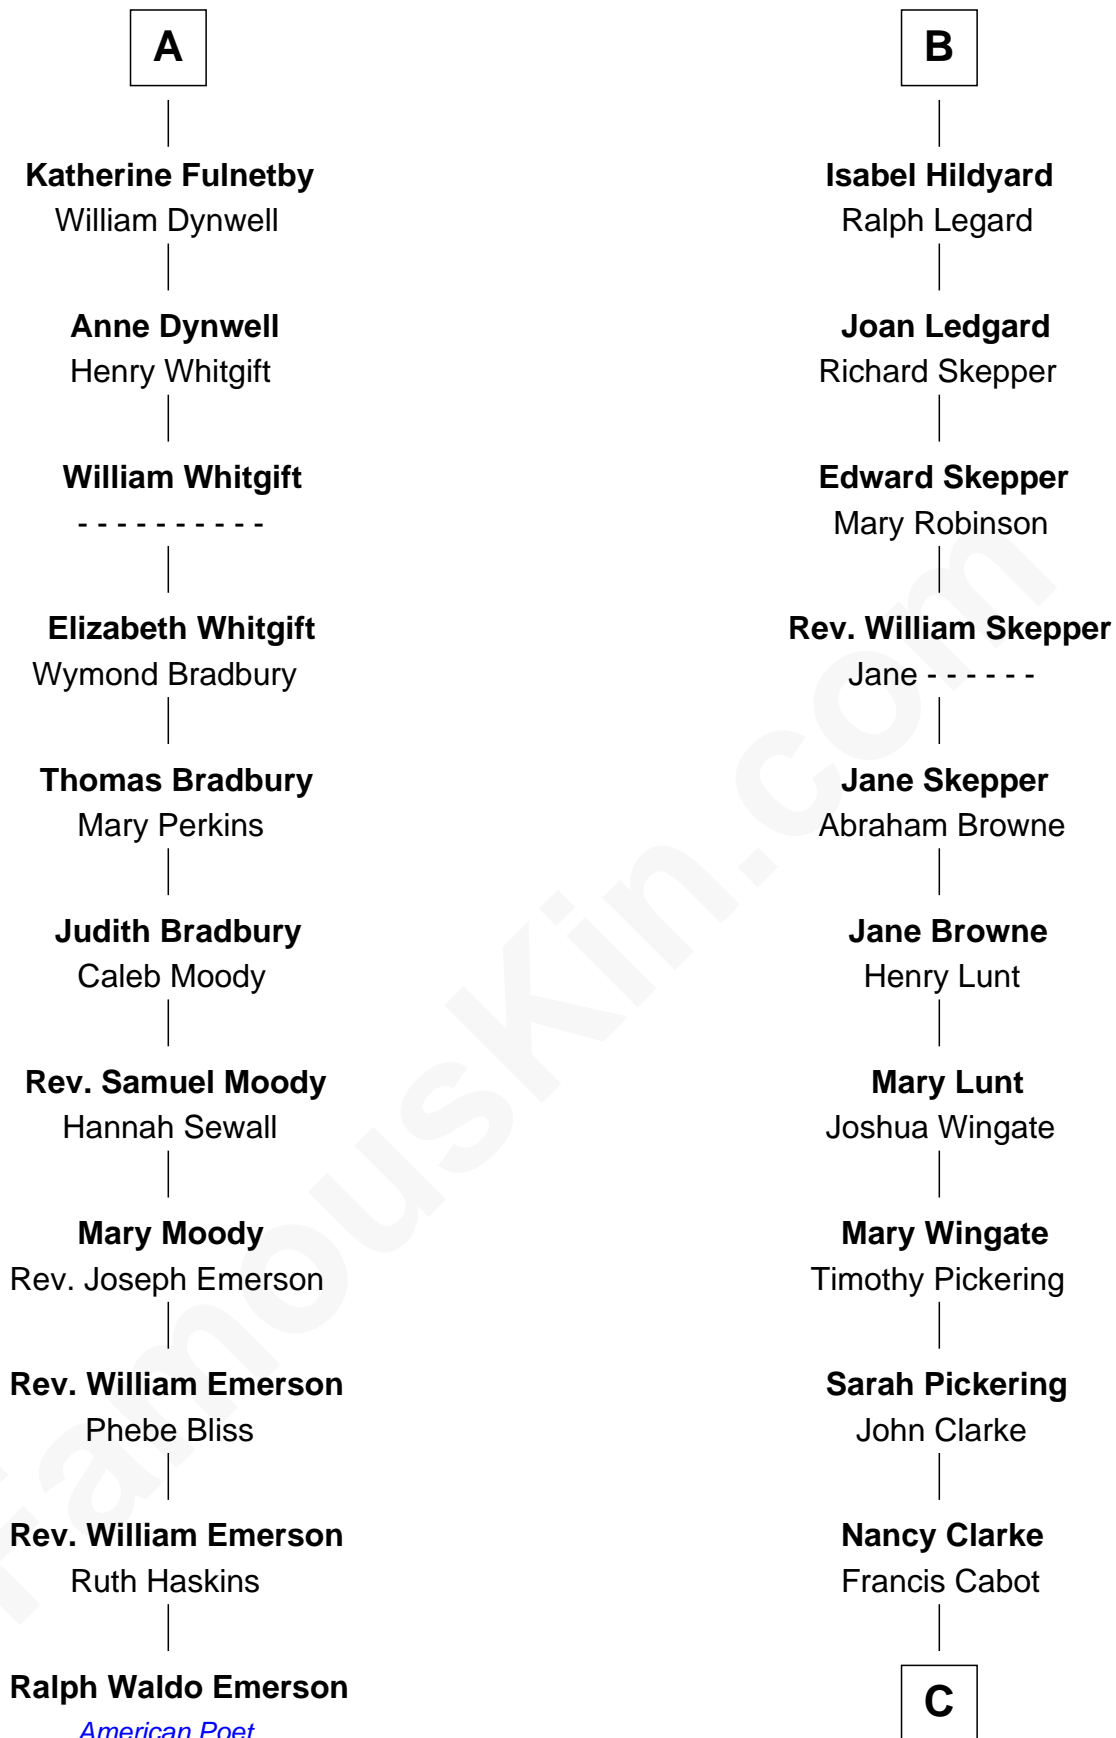 A
Katherine Fulnetby
William Dynwell
Anne Dynwell
Henry Whitgift
William Whitgift
- - - - - - - - - -
Elizabeth Whitgift
Wymond Bradbury
Thomas Bradbury
Mary Perkins
Judith Bradbury
Caleb Moody
Rev. Samuel Moody
Hannah Sewall
Mary Moody
Rev. Joseph Emerson
Rev. William Emerson
Phebe Bliss
Rev. William Emerson
Ruth Haskins
Ralph Waldo Emerson
American Poet
B
Isabel Hildyard
Ralph Legard
Joan Ledgard
Richard Skepper
Edward Skepper
Mary Robinson
Rev. William Skepper
Jane - - - - - -
Jane Skepper
Abraham Browne
Jane Browne
Henry Lunt
Mary Lunt
Joshua Wingate
Mary Wingate
Timothy Pickering
Sarah Pickering
John Clarke
Nancy Clarke
Francis Cabot
C
FamousKin.com